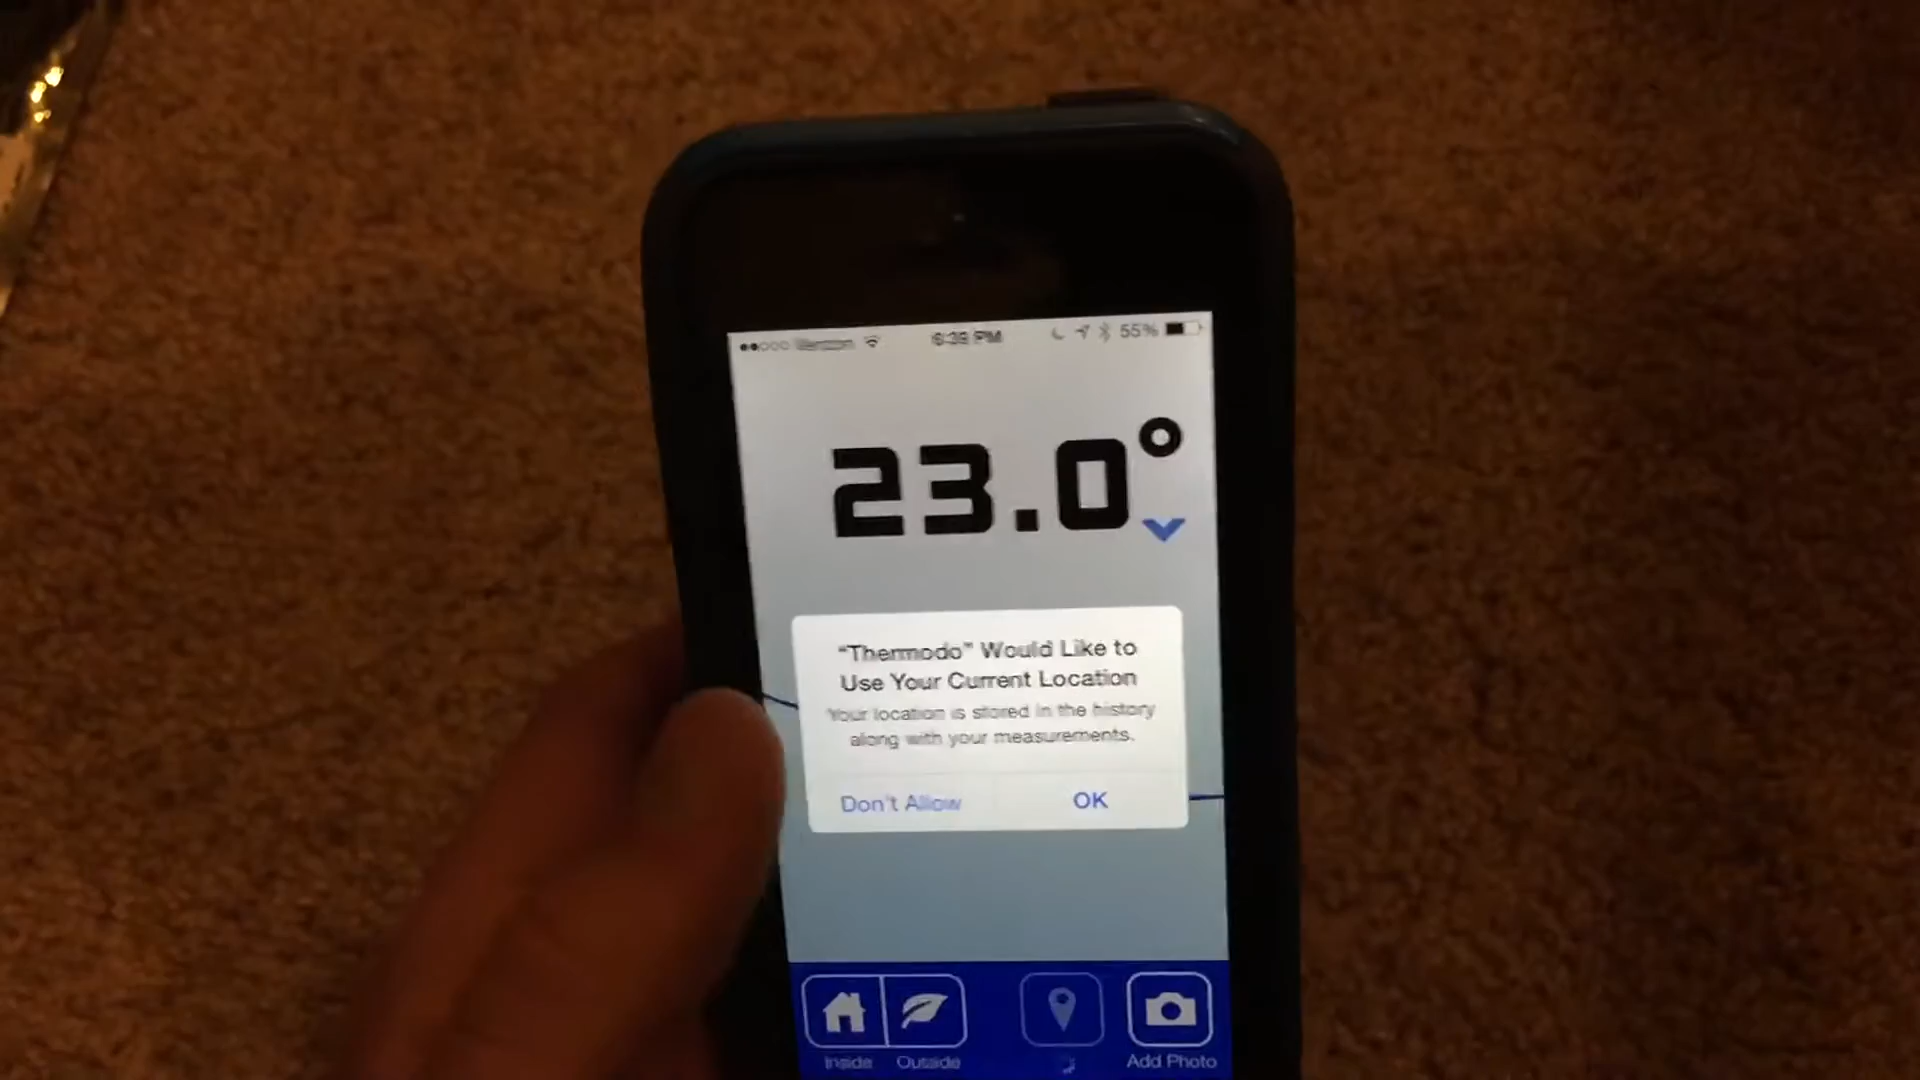 Verizon 6:39 PM 55%
23.0°
“Thermodo” Would Like to
Use Your Current Location
Your location is stored in the history
along with your measurements.
Don't Allow OK
Inside Outside Add Photo